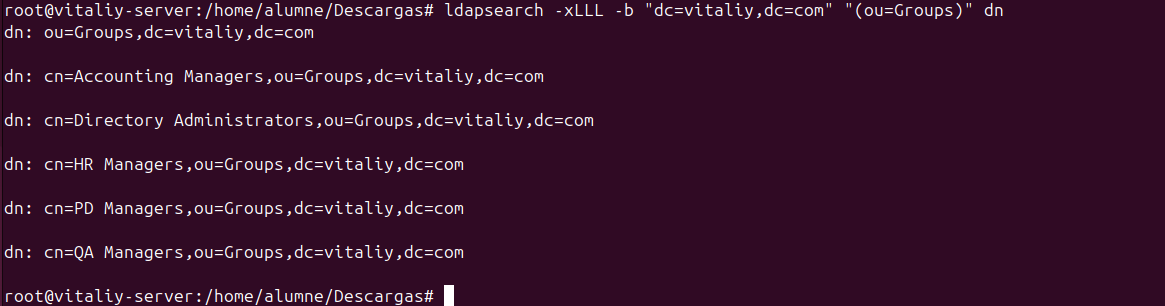 root@vitaliy-server:/home/alumne/Descargas# ldapsearch -xLLL -b "dc=vitaliy,dc=com" "(ou=Groups)" dn
dn: ou=Groups,dc=vitaliy,dc=com
dn: cn=Accounting Managers,ou=Groups,dc=vitaliy,dc=com
dn: cn=Directory Administrators,ou=Groups,dc=vitaliy,dc=com
dn: cn=HR Managers,ou=Groups,dc=vitaliy,dc=com
dn: cn=PD Managers,ou=Groups,dc=vitaliy,dc=com
dn: cn=QA Managers,ou=Groups,dc=vitaliy,dc=com
root@vitaliy-server:/home/alumne/Descargas#